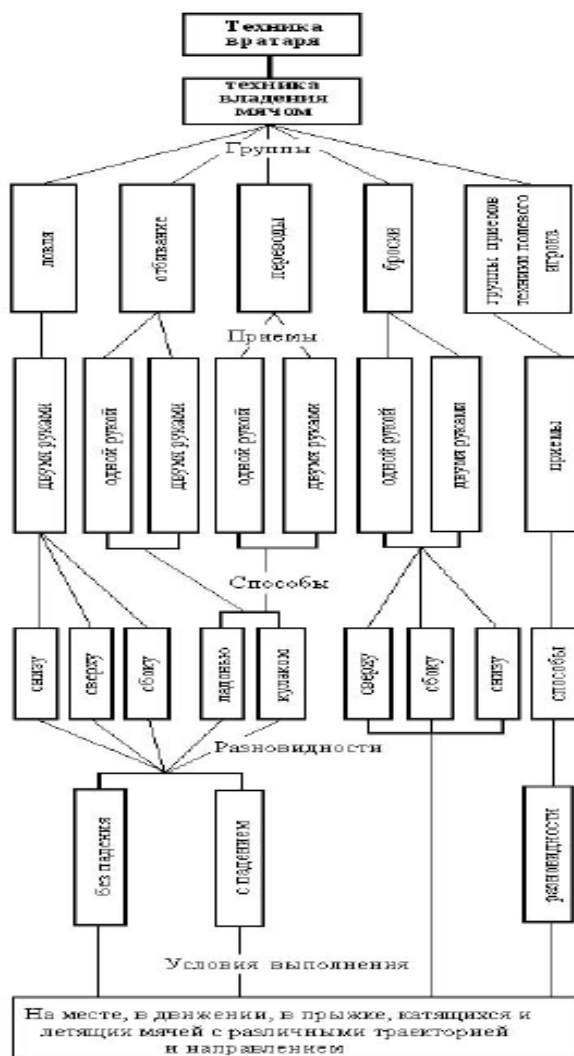 Техника
вратаря
техника
владения
мячом
Группы
ловля
отбивание
переводы
броски
группы приемов
техники полевого
игрока
Приемы
двумя руками
одной рукой
двумя руками
одной рукой
двумя руками
одной рукой
двумя руками
приемы
Способы
снизу
сверху
сбоку
ладонью
кулаком
сверху
сбоку
снизу
способы
Разновидности
без падения
с падением
разновидности
Условия выполнения
На месте, в движении, в прыжке, катящихся и
летящих мячей с различными траекторией
и направлением